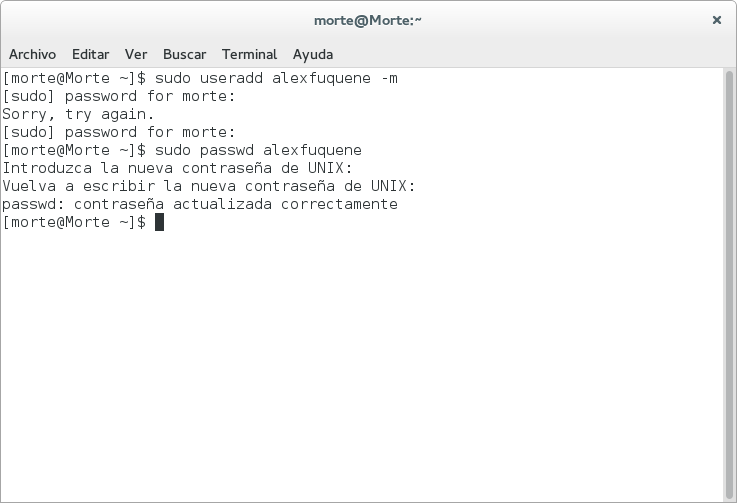 morte@Morte:~
Archivo Editar Ver Buscar Terminal Ayuda
[morte@Morte ~]$ sudo useradd alexfuquene -m
[sudo] password for morte:
Sorry, try again.
[sudo] password for morte:
[morte@Morte ~]$ sudo passwd alexfuquene
Introduzca la nueva contraseña de UNIX:
Vuelva a escribir la nueva contraseña de UNIX:
passwd: contraseña actualizada correctamente
[morte@Morte ~]$